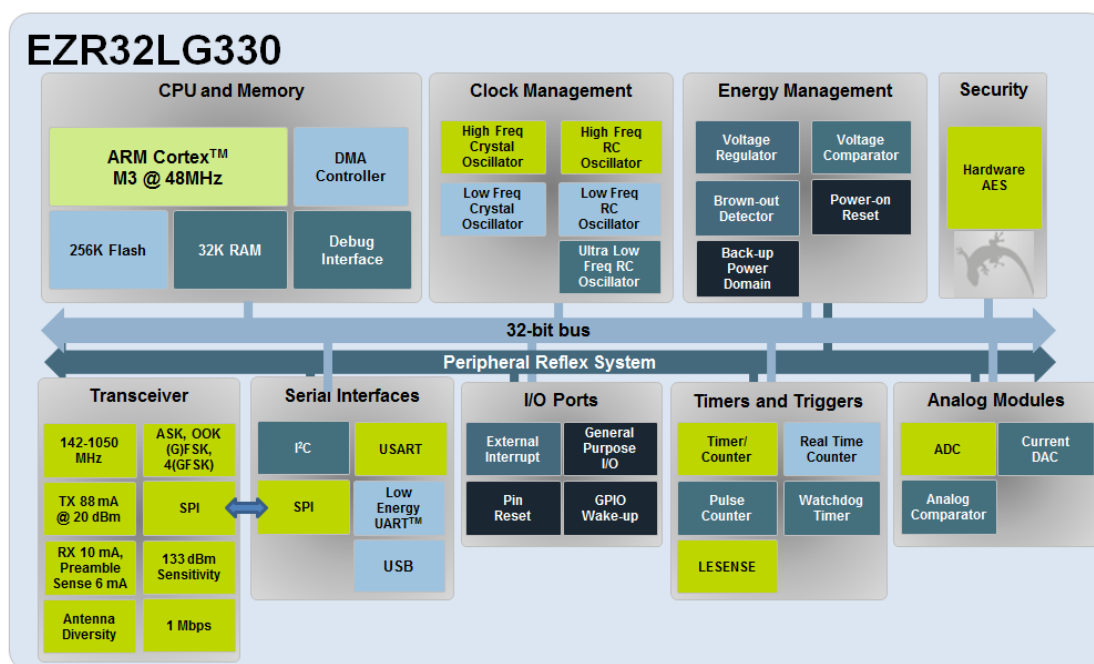 EZR32LG330
CPU and Memory
ARM Cortex™
M3 @ 48MHz
DMA
Controller
256K Flash
32K RAM
Debug
Interface
Clock Management
High Freq
Crystal
Oscillator
High Freq
RC
Oscillator
Low Freq
Crystal
Oscillator
Low Freq
RC
Oscillator
Ultra Low
Freq RC
Oscillator
Energy Management
Voltage
Regulator
Voltage
Comparator
Brown-out
Detector
Power-on
Reset
Back-up
Power
Domain
Security
Hardware
AES
32-bit bus
Peripheral Reflex System
Transceiver
142-1050
MHz
ASK, OOK
(G)FSK,
4(GFSK)
TX 88 mA
@ 20 dBm
SPI
RX 10 mA,
Preamble
Sense 6 mA
133 dBm
Sensitivity
Antenna
Diversity
1 Mbps
Serial Interfaces
I²C
USART
SPI
Low
Energy
UART™
USB
I/O Ports
External
Interrupt
General
Purpose
I/O
Pin
Reset
GPIO
Wake-up
Timers and Triggers
Timer/
Counter
Real Time
Counter
Pulse
Counter
Watchdog
Timer
LESENSE
Analog Modules
ADC
Current
DAC
Analog
Comparator